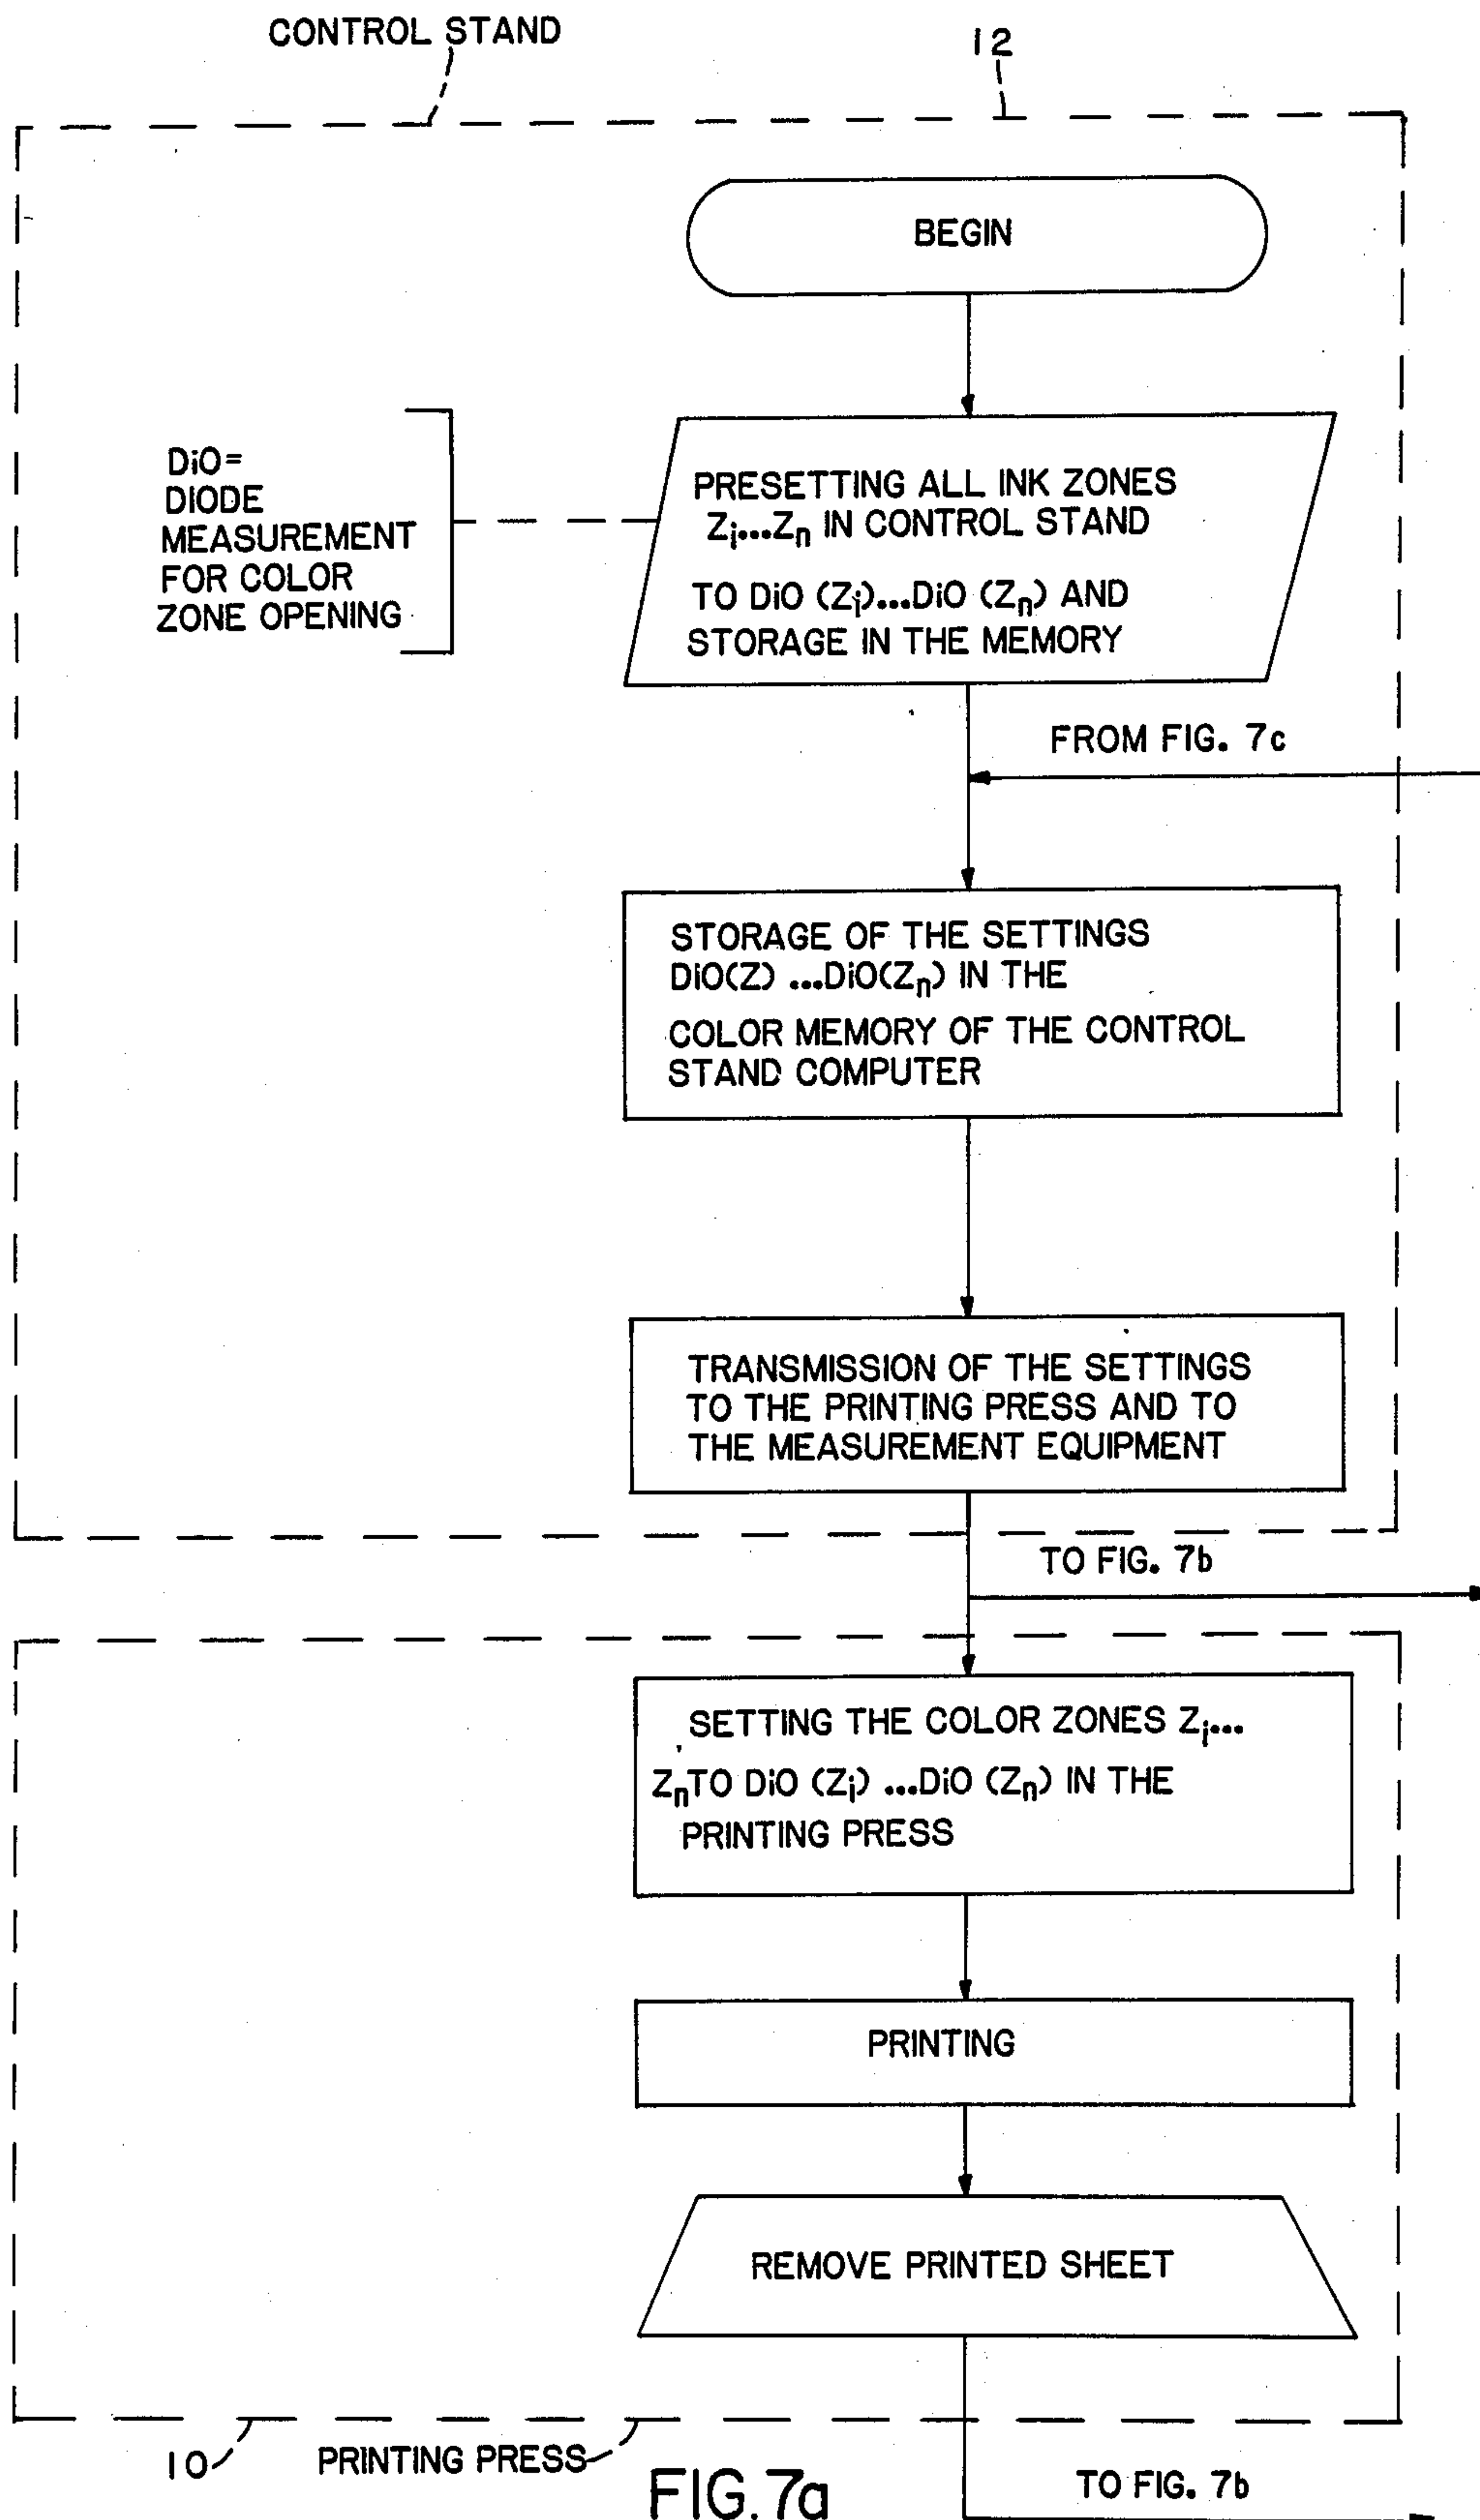 CONTROL STAND
12
BEGIN
DiO=
DIODE
MEASUREMENT
FOR COLOR
ZONE OPENING
PRESETTING ALL INK ZONES
Zi...Zn IN CONTROL STAND
TO DiO (Zi)...DiO (Zn) AND
STORAGE IN THE MEMORY
FROM FIG. 7c
STORAGE OF THE SETTINGS
DiO(Z) ...DiO(Zn) IN THE
COLOR MEMORY OF THE CONTROL
STAND COMPUTER
TRANSMISSION OF THE SETTINGS
TO THE PRINTING PRESS AND TO
THE MEASUREMENT EQUIPMENT
TO FIG. 7b
SETTING THE COLOR ZONES Zi...
Zn TO DiO (Zi) ...DiO (Zn) IN THE
PRINTING PRESS
PRINTING
REMOVE PRINTED SHEET
10
PRINTING PRESS
FIG. 7a
TO FIG. 7b